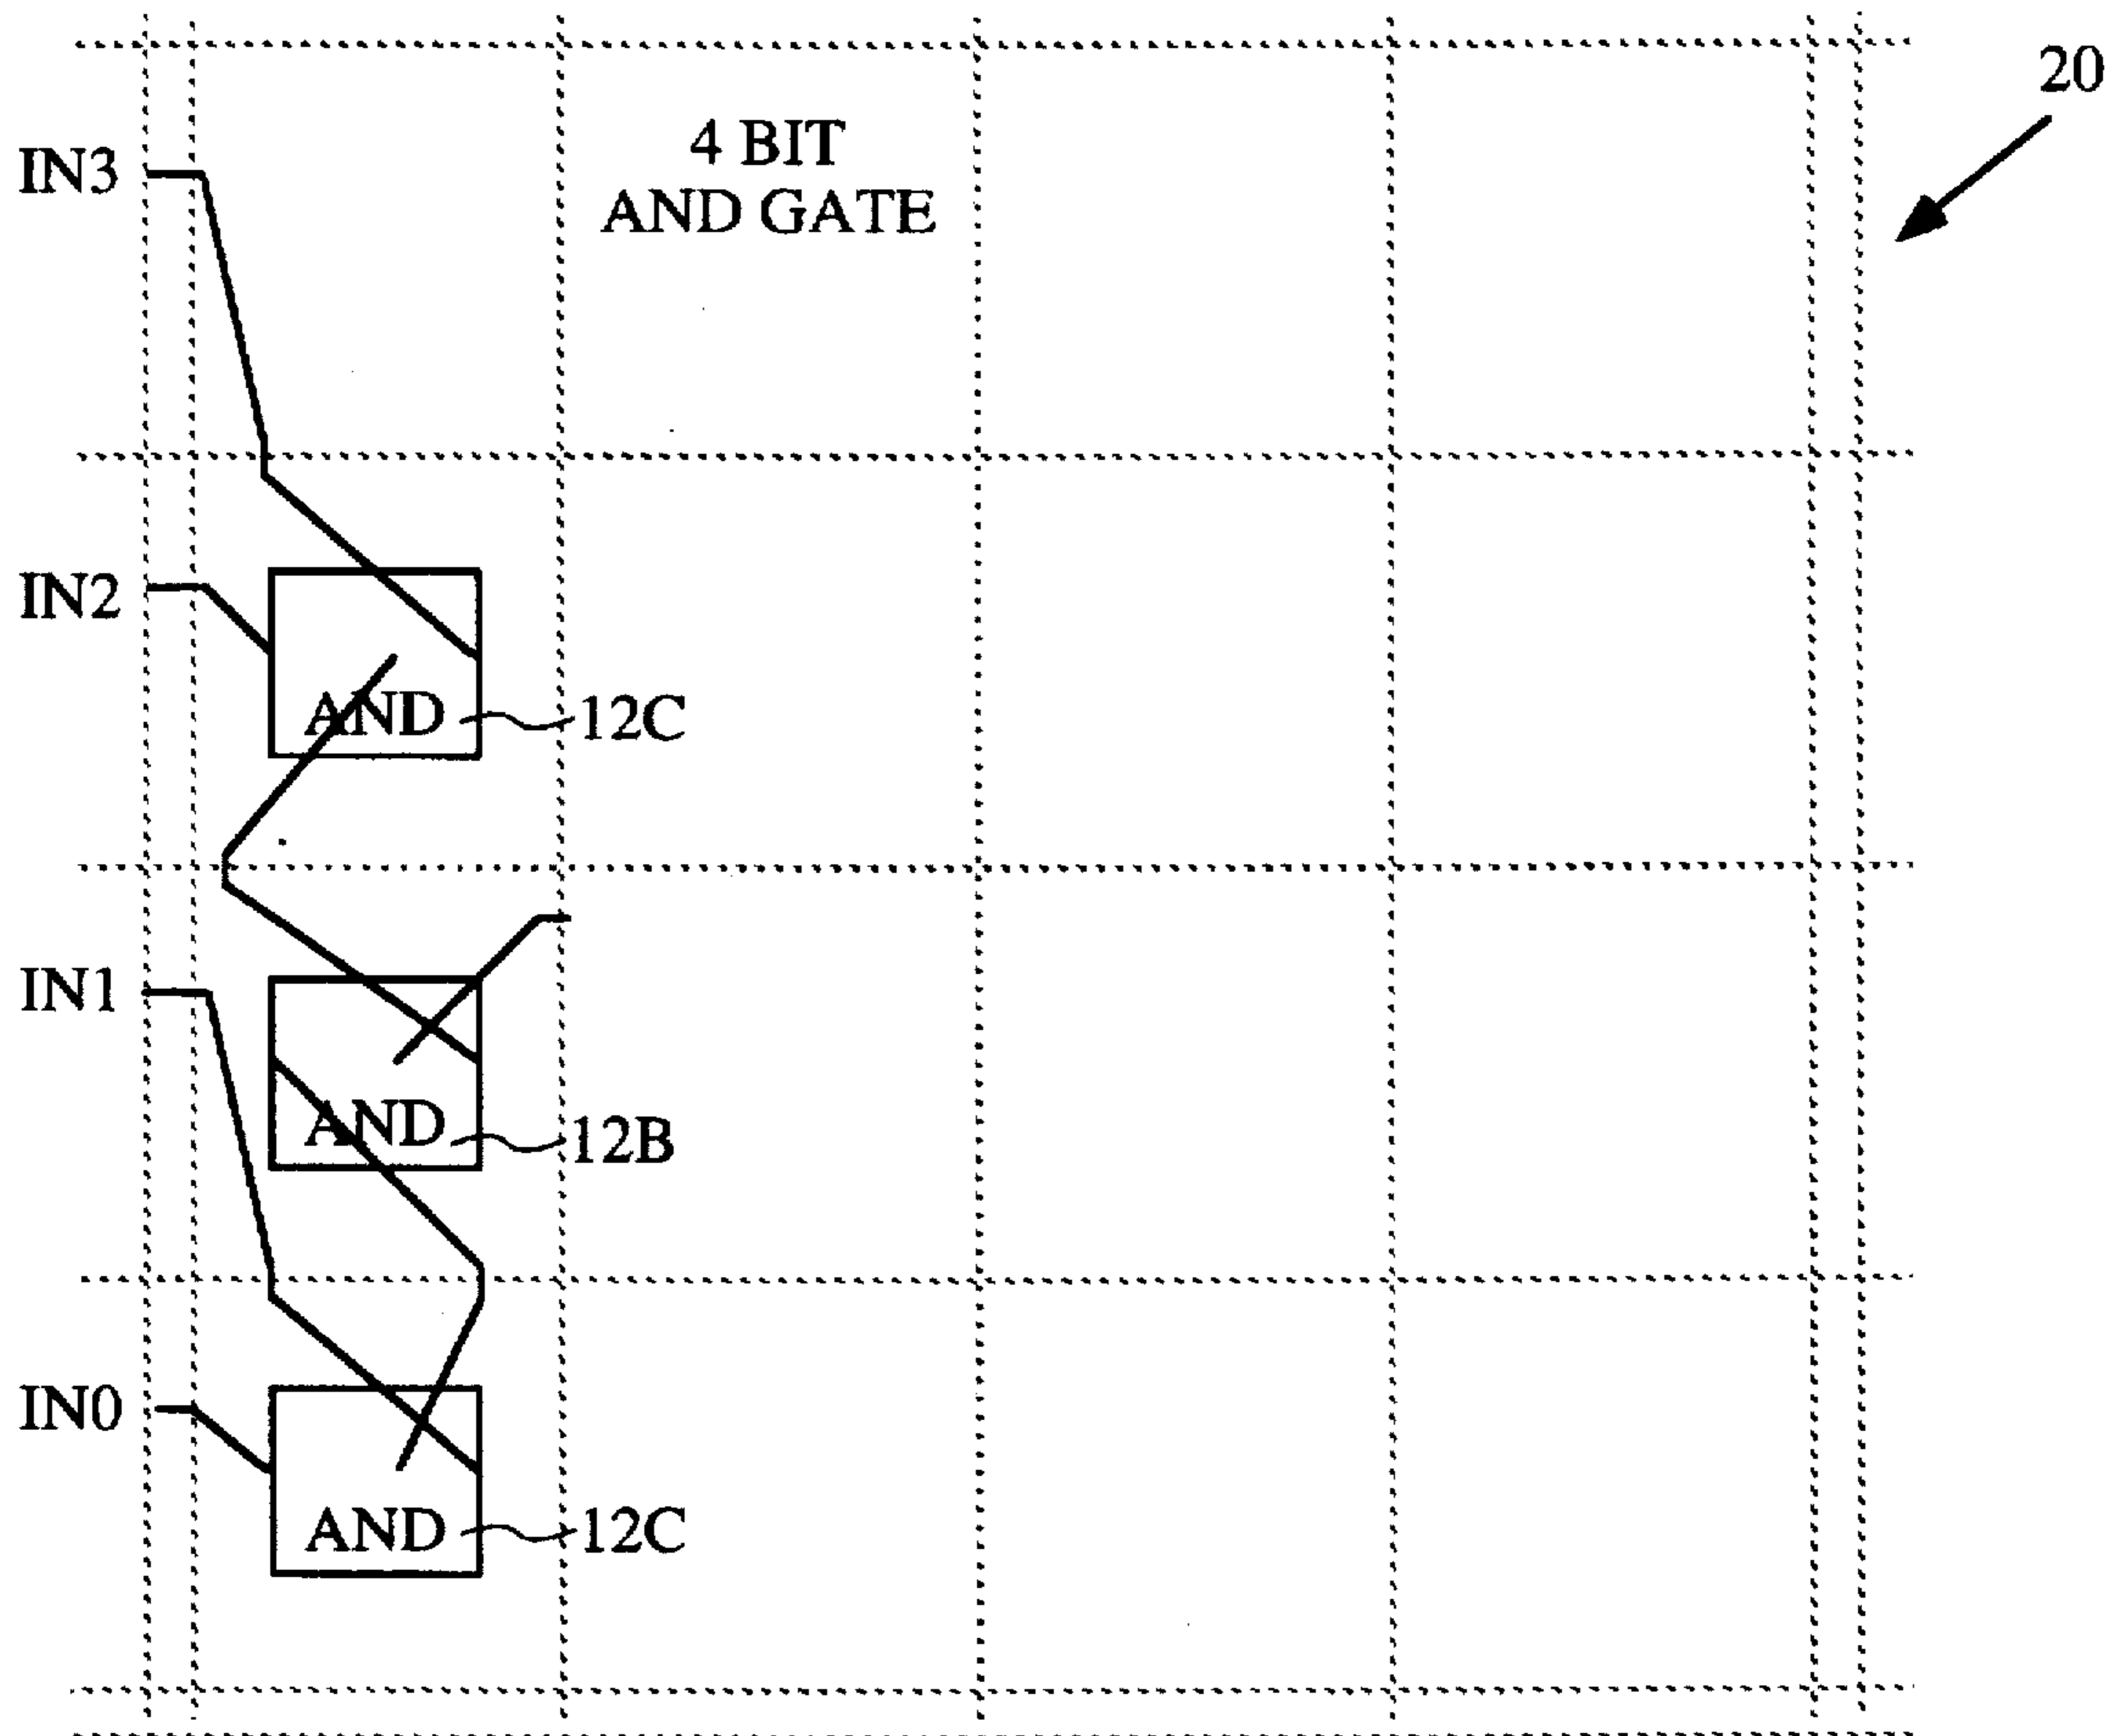 20
4 BIT
AND GATE
IN3
IN2
AND
12C
IN1
AND
12B
IN0
AND
12C